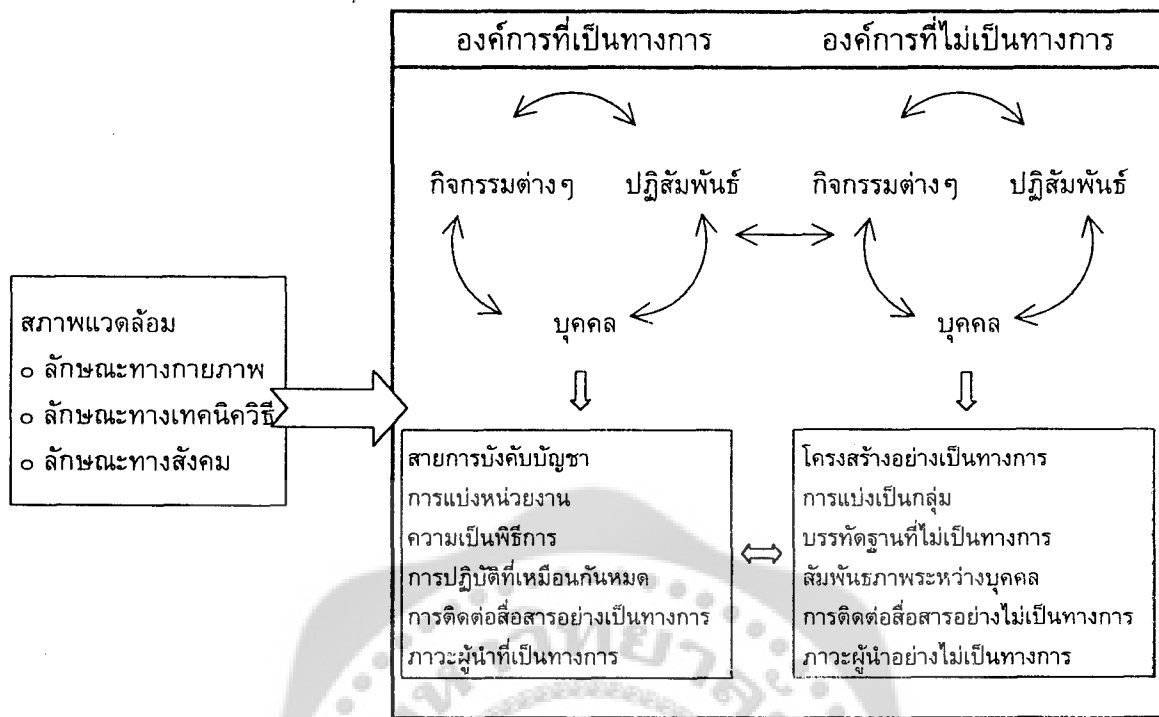 องค์การที่เป็นทางการ องค์การที่ไม่เป็นทางการ
กิจกรรมต่างๆ ปฏิสัมพันธ์ กิจกรรมต่างๆ ปฏิสัมพันธ์
บุคคล บุคคล
สภาพแวดล้อม
o ลักษณะทางกายภาพ
o ลักษณะทางเทคนิควิธี
o ลักษณะทางสังคม
สายการบังคับบัญชา
การแบ่งหน่วยงาน
ความเป็นพิธีการ
การปฏิบัติที่เหมือนกันหมด
การติดต่อสื่อสารอย่างเป็นทางการ
ภาวะผู้นำที่เป็นทางการ
โครงสร้างอย่างเป็นทางการ
การแบ่งเป็นกลุ่ม
บรรทัดฐานที่ไม่เป็นทางการ
สัมพันธภาพระหว่างบุคคล
การติดต่อสื่อสารอย่างไม่เป็นทางการ
ภาวะผู้นำอย่างไม่เป็นทางการ